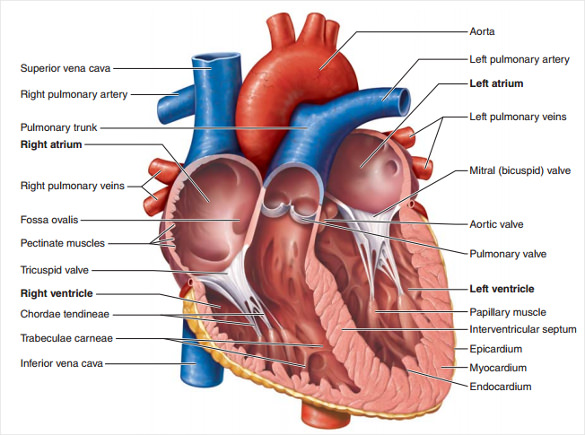 Superior vena cava
Right pulmonary artery
Pulmonary trunk
Right atrium
Right pulmonary veins
Fossa ovalis
Pectinate muscles
Tricuspid valve
Right ventricle
Chordae tendineae
Trabeculae carneae
Inferior vena cava
Aorta
Left pulmonary artery
Left atrium
Left pulmonary veins
Mitral (bicuspid) valve
Aortic valve
Pulmonary valve
Left ventricle
Papillary muscle
Interventricular septum
Epicardium
Myocardium
Endocardium